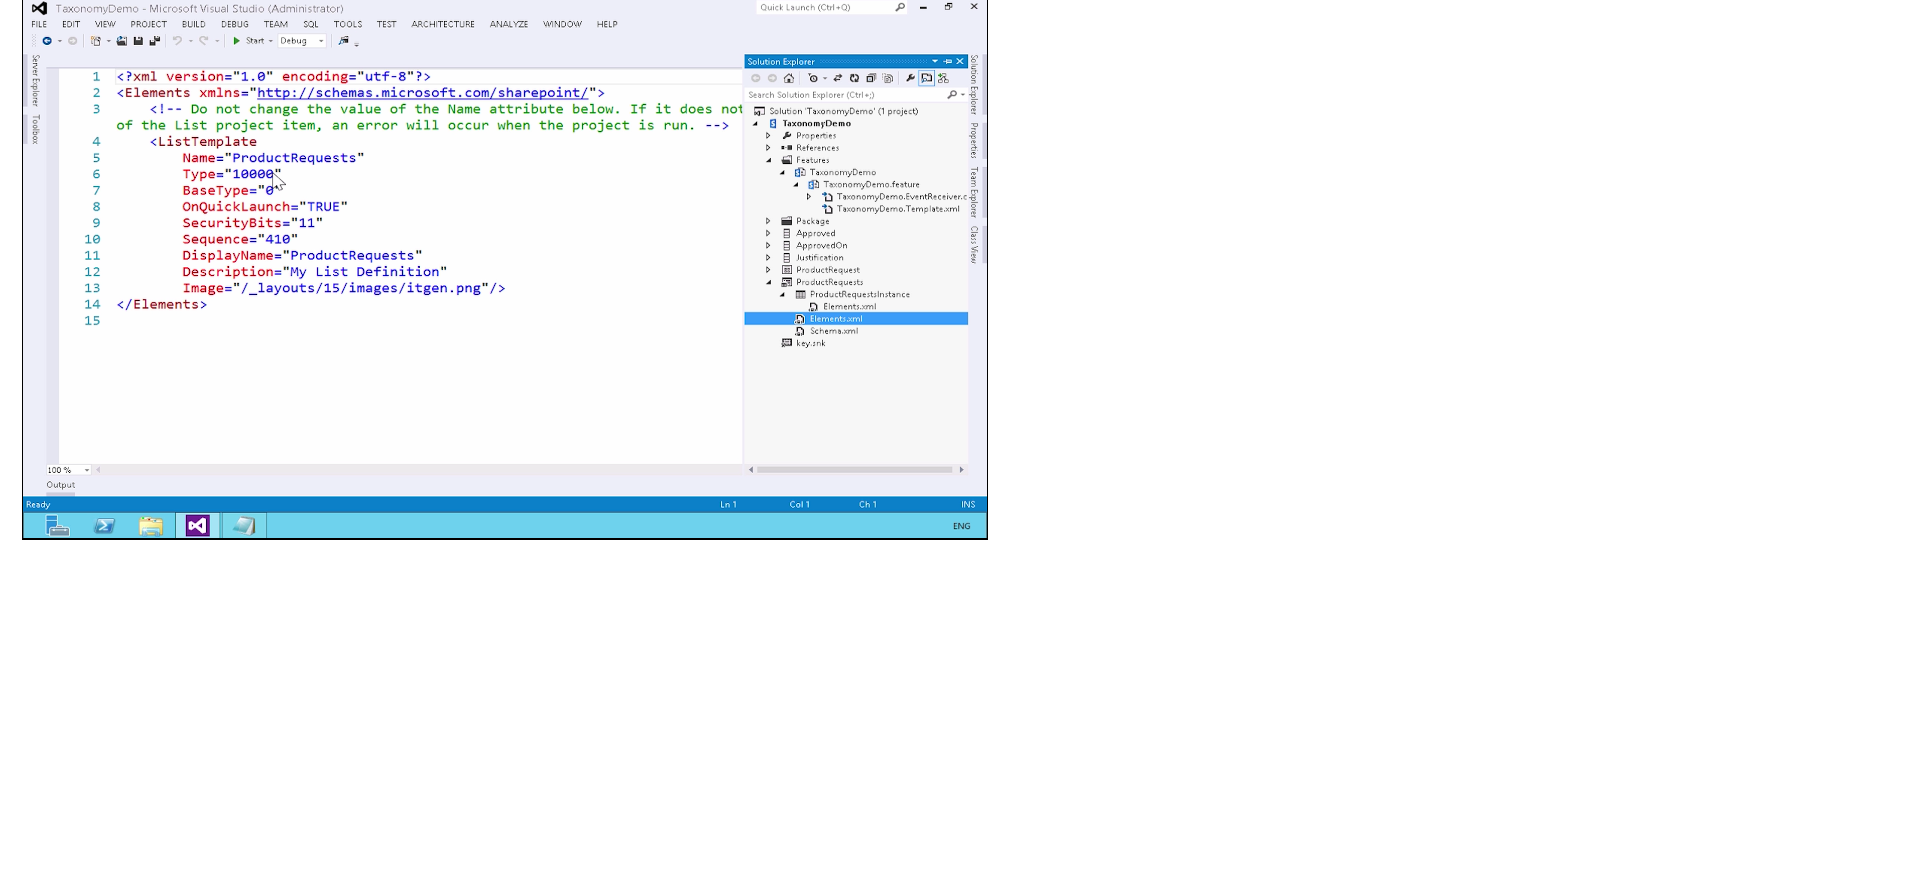 TaxonomyDemo - Microsoft Visual Studio (Administrator)
Quick Launch (Ctrl+Q)
FILE EDIT VIEW PROJECT BUILD DEBUG TEAM SQL TOOLS TEST ARCHITECTURE ANALYZE WINDOW HELP
Start Debug
Server Explorer
Toolbox
1 <?xml version="1.0" encoding="utf-8"?>
2 <Elements xmlns="http://schemas.microsoft.com/sharepoint/">
3 <!-- Do not change the value of the Name attribute below. If it does not
of the List project item, an error will occur when the project is run. -->
4 <ListTemplate
5 Name="ProductRequests"
6 Type="10000"
7 BaseType="0"
8 OnQuickLaunch="TRUE"
9 SecurityBits="11"
10 Sequence="410"
11 DisplayName="ProductRequests"
12 Description="My List Definition"
13 Image="/_layouts/15/images/itgen.png"/>
14 </Elements>
15
100 %
Output
Solution Explorer
Search Solution Explorer (Ctrl+;)
Solution 'TaxonomyDemo' (1 project)
TaxonomyDemo
Properties
References
Features
TaxonomyDemo
TaxonomyDemo.feature
TaxonomyDemo.EventReceiver.c
TaxonomyDemo.Template.xml
Package
Approved
ApprovedOn
Justification
ProductRequest
ProductRequests
ProductRequestsInstance
Elements.xml
Elements.xml
Schema.xml
key.snk
Solution Explorer
Properties
Team Explorer
Class View
Ready Ln 1 Col 1 Ch 1 INS
ENG